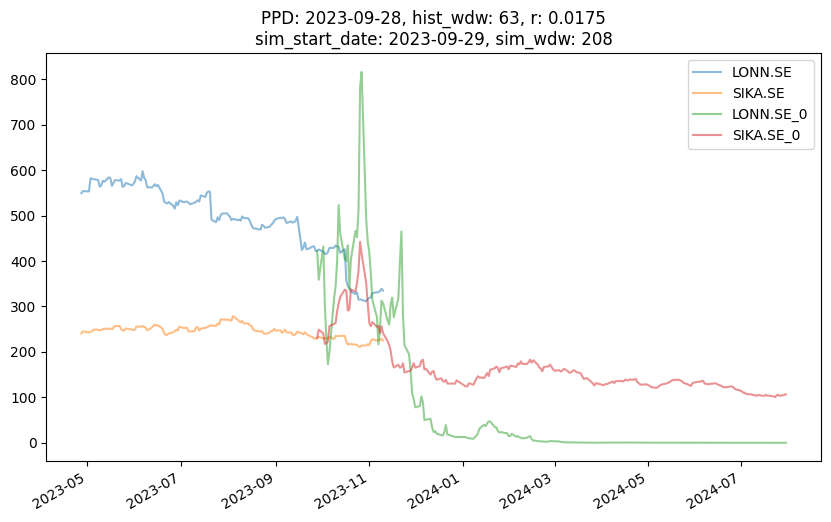 PPD: 2023-09-28, hist_wdw: 63, r: 0.0175
sim_start_date: 2023-09-29, sim_wdw: 208
LONN.SE
SIKA.SE
LONN.SE_0
SIKA.SE_0
800
700
600
500
400
300
200
100
0
2023-05
2023-07
2023-09
2023-11
2024-01
2024-03
2024-05
2024-07